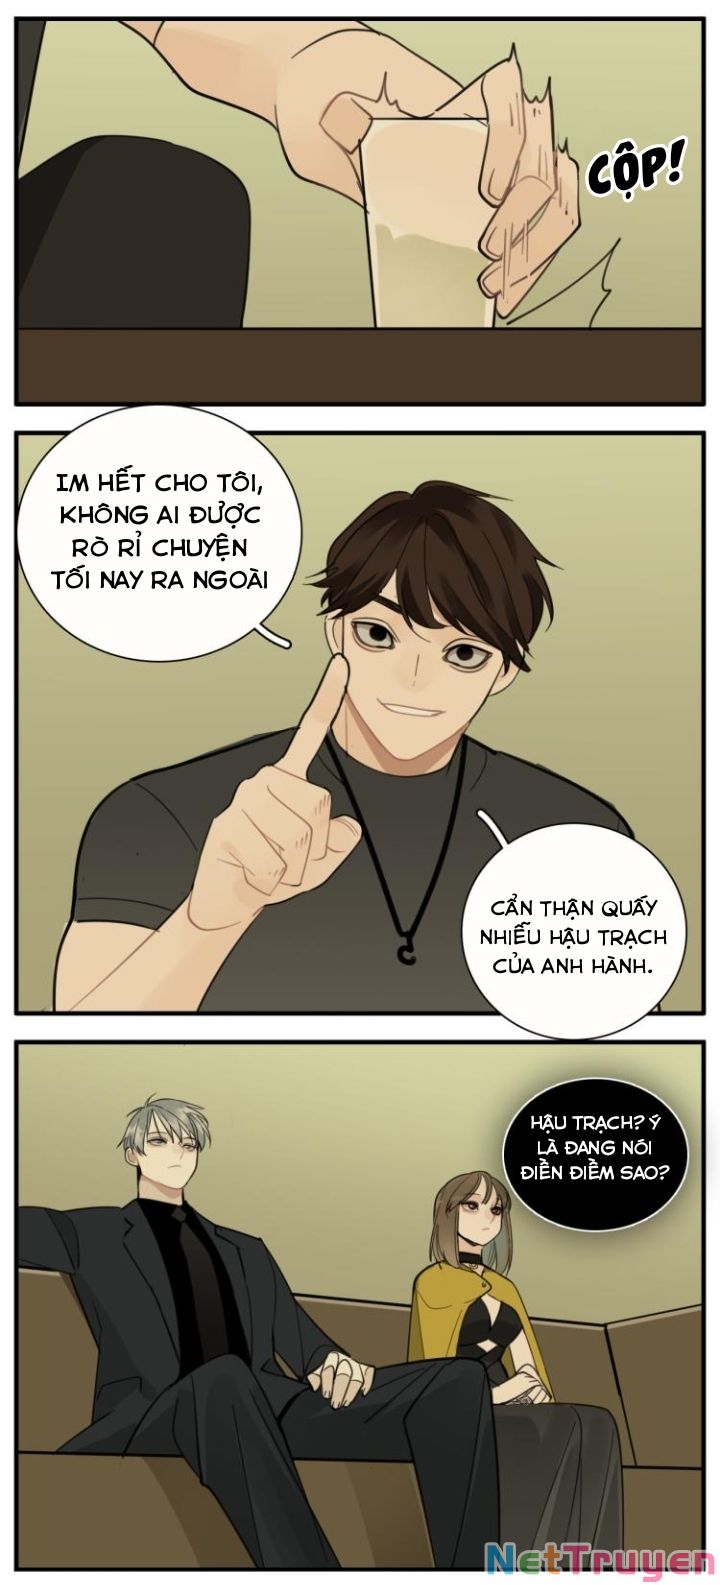 CỘP!
IM HẾT CHO TÔI,
KHÔNG AI ĐƯỢC
RÒ RỈ CHUYỆN
TỐI NAY RA NGOÀI
CẨN THẬN QUẤY
NHIỄU HẬU TRẠCH
CỦA ANH HÀNH.
HẬU TRẠCH? Ý
LÀ ĐANG NÓI
ĐIỀN ĐIỀM SAO?
NetTruyen